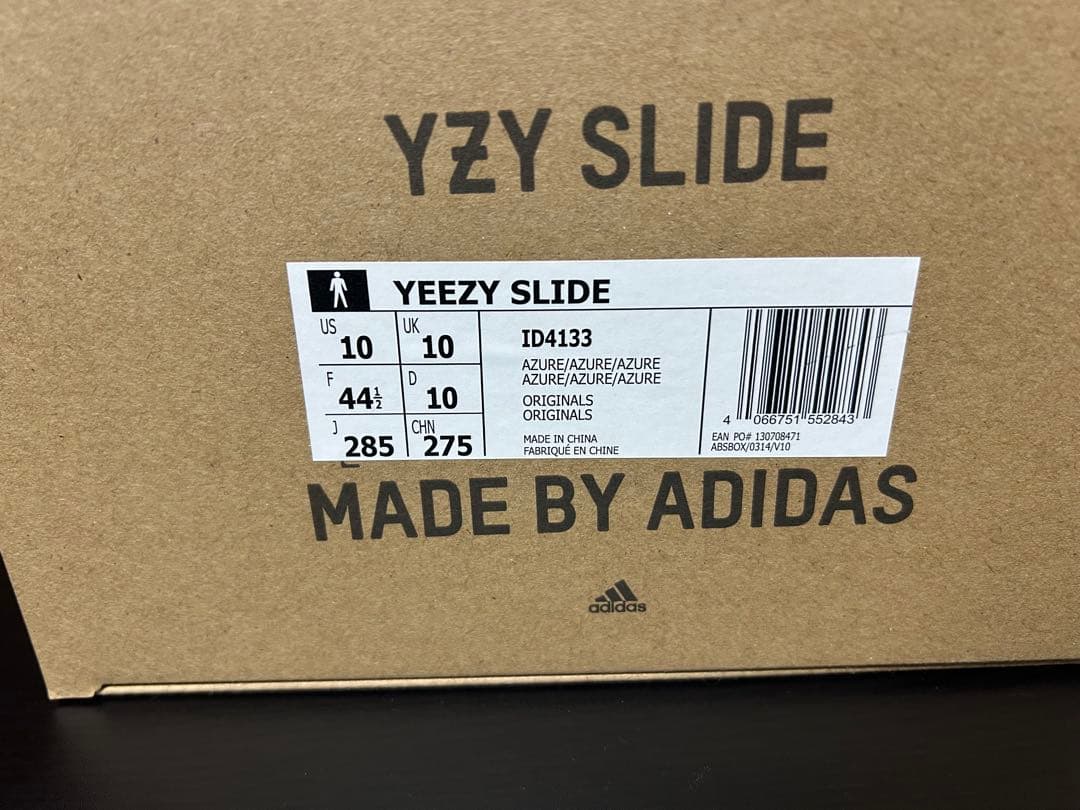 YZY SLIDE
YEEZY SLIDE
US 10 UK 10
F 44½ D 10
J 285 CHN 275
ID4133
AZURE/AZURE/AZURE
AZURE/AZURE/AZURE
ORIGINALS
ORIGINALS
MADE IN CHINA
FABRIQUÉ EN CHINE
4 066751 552843
EAN PO# 130708471
ABSBOX/0314/V10
MADE BY ADIDAS
adidas